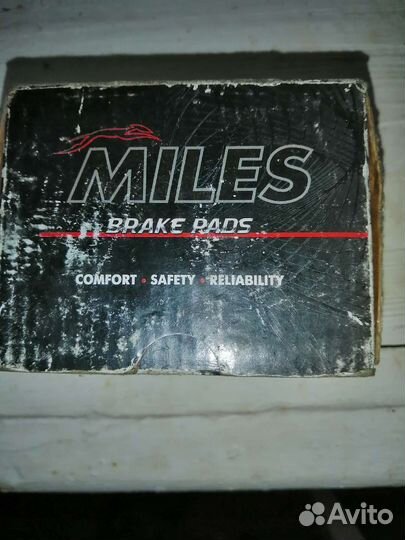 MILES
BRAKE PADS
COMFORT • SAFETY • RELIABILITY
Avito